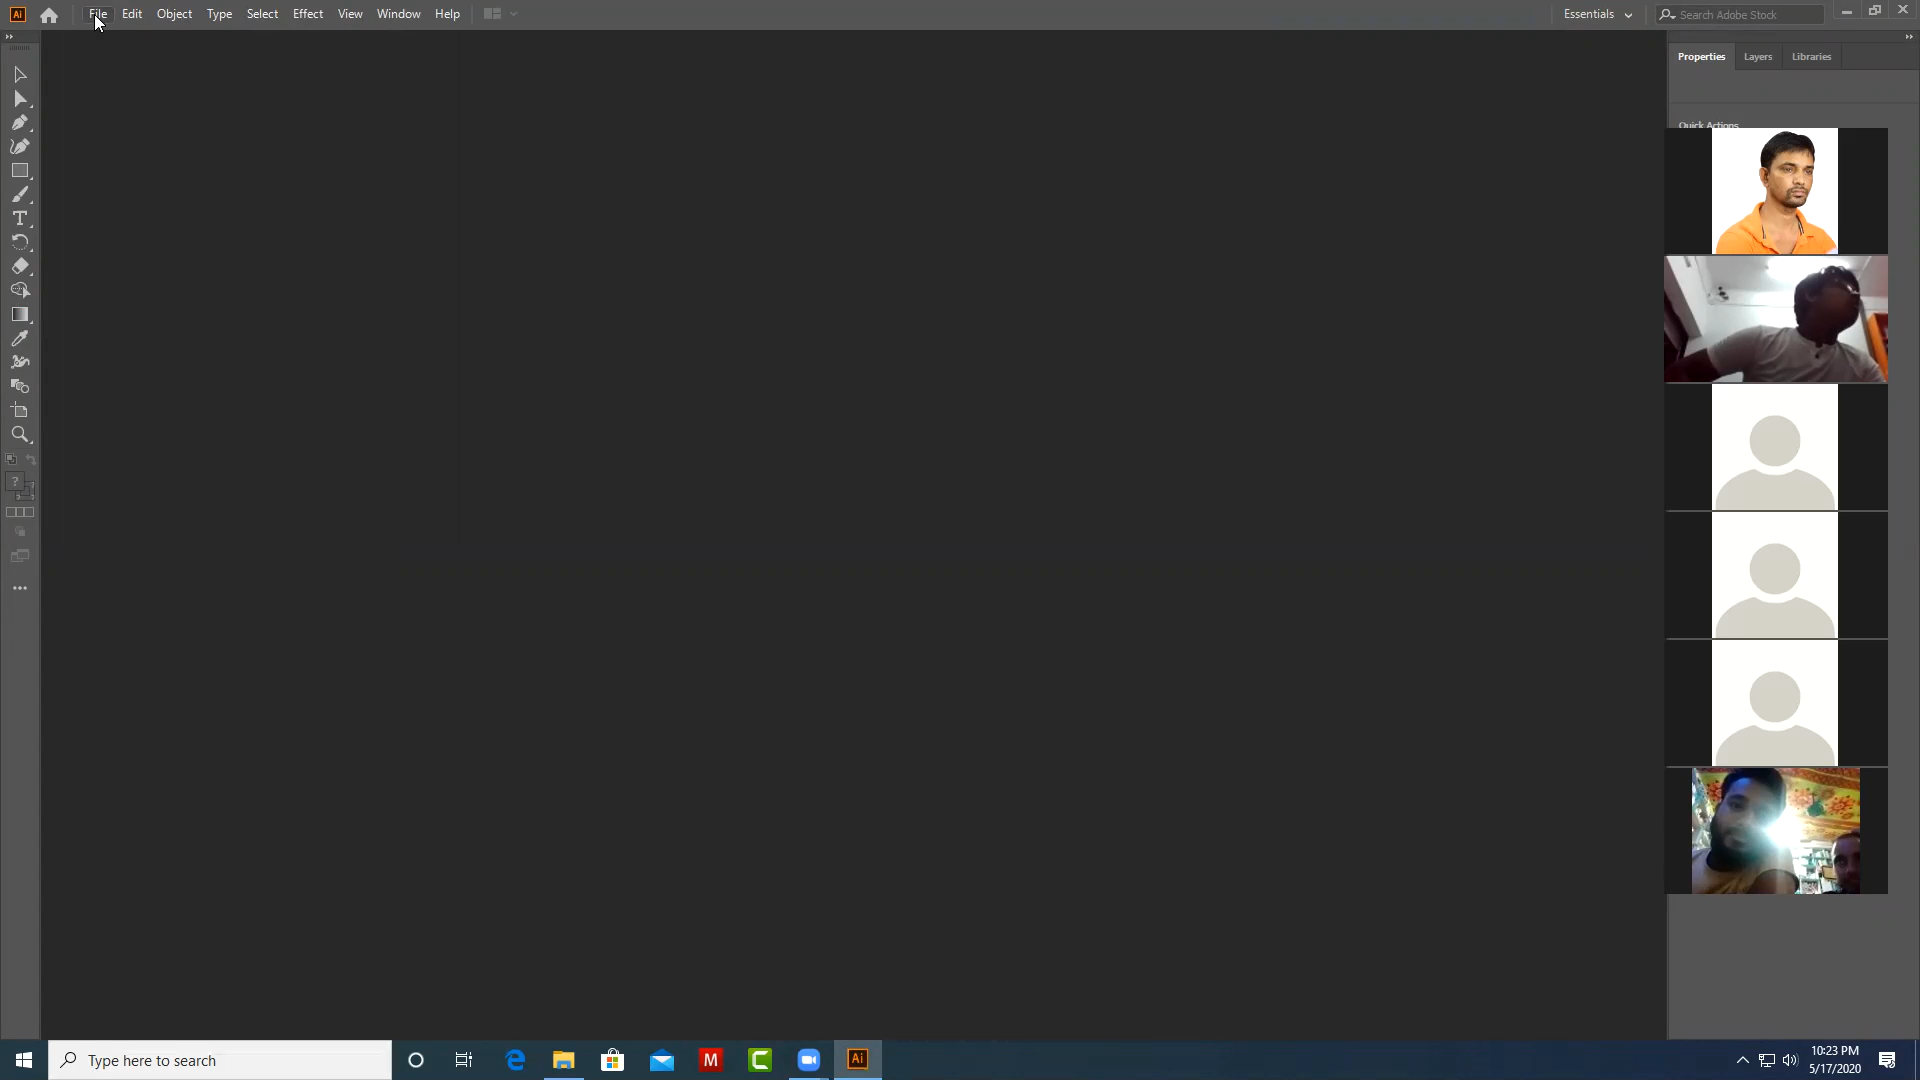 Ai File Edit Object Type Select Effect View Window Help Essentials Search Adobe Stock
Properties Layers Libraries
Quick Actions
T
?
Type here to search M C Ai 10:23 PM
5/17/2020